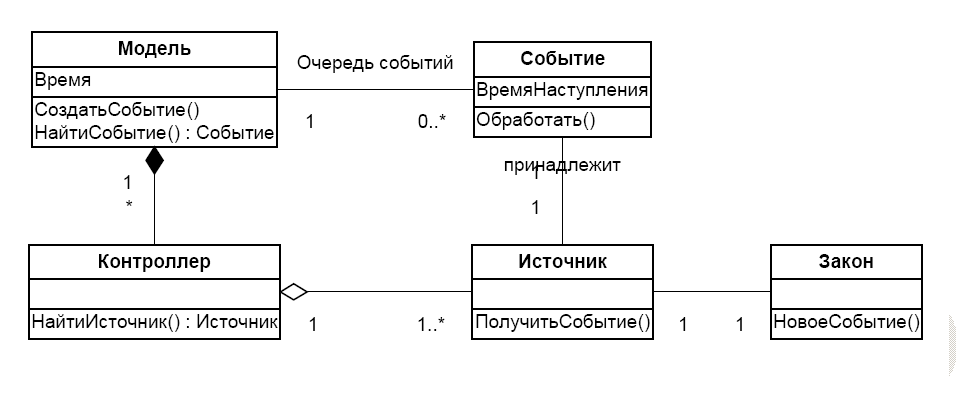 Модель
Время
СоздатьСобытие()
НайтиСобытие() : Событие
Очередь событий
1
0..*
Событие
ВремяНаступления
Обработать()
принадлежит
1
1
1
*
Контроллер
НайтиИсточник() : Источник
1
1..*
Источник
ПолучитьСобытие()
1
1
Закон
НовоеСобытие()